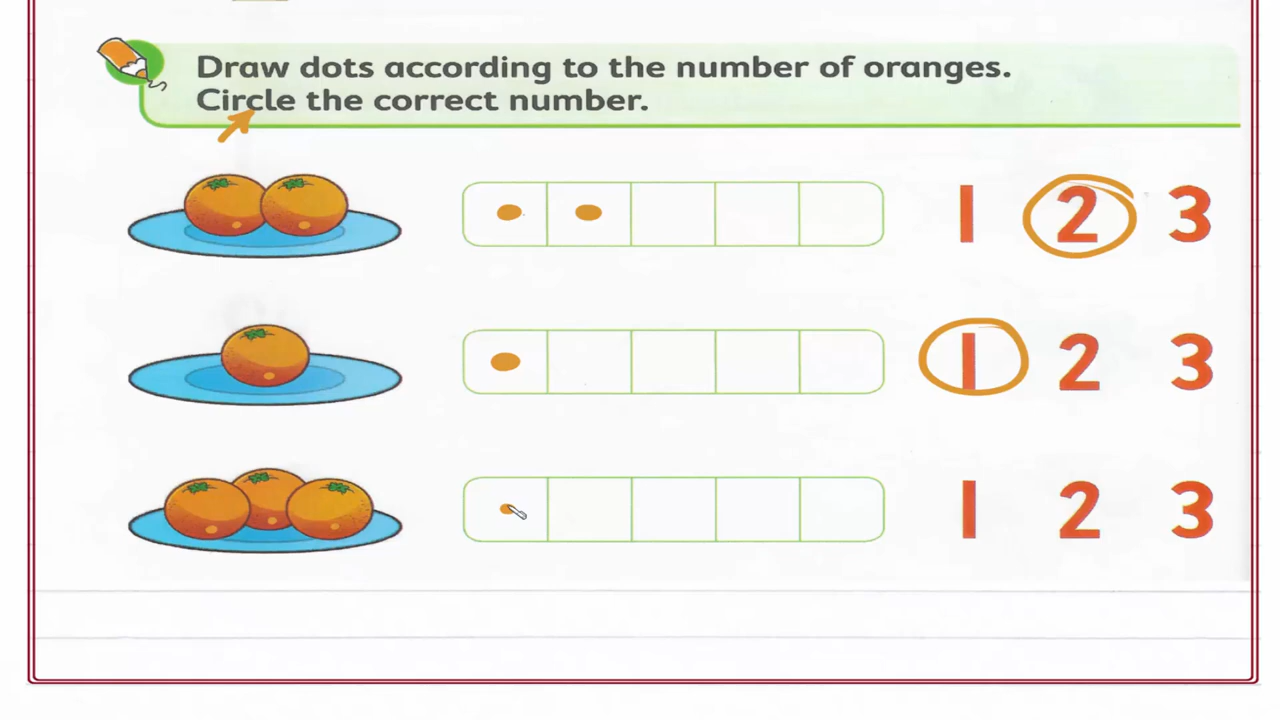 Draw dots according to the number of oranges.
Circle the correct number.
1 2 3
1 2 3
1 2 3